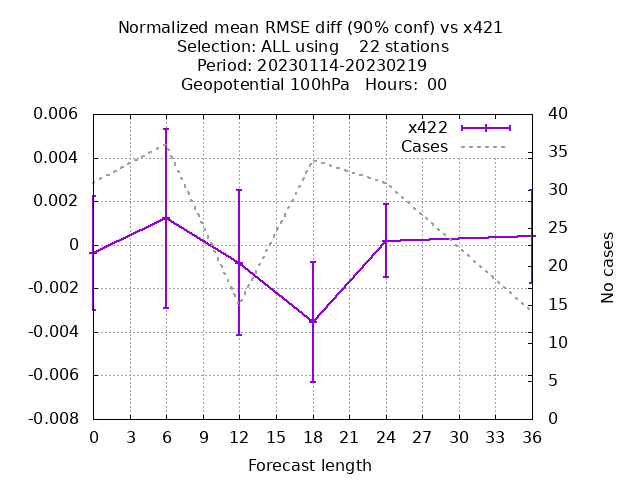 Normalized mean RMSE diff (90% conf) vs x421
Selection: ALL using    22 stations
Period: 20230114-20230219
Geopotential 100hPa   Hours:  00
0.006
0.004
0.002
0
-0.002
-0.004
-0.006
-0.008
x422
Cases
40
35
30
25
20
15
10
5
0
No cases
0 3 6 9 12 15 18 21 24 27 30 33 36
Forecast length